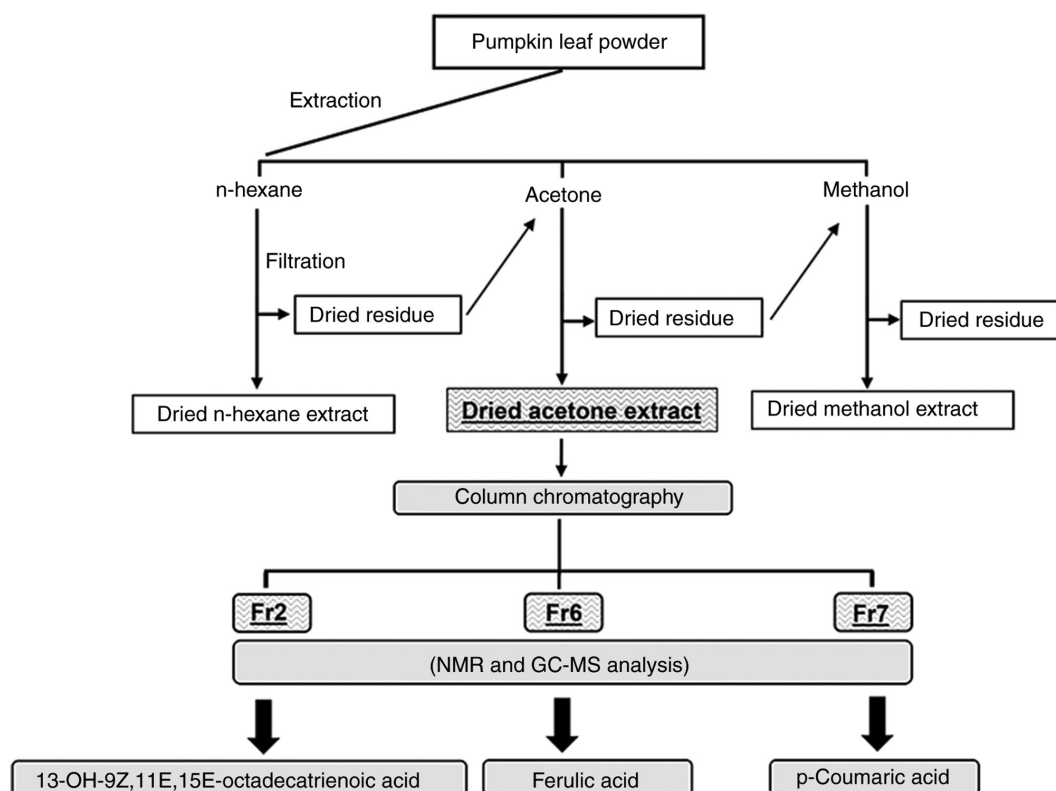 Pumpkin leaf powder
Extraction
n-hexane
Acetone
Methanol
Filtration
Dried residue
Dried residue
Dried residue
Dried n-hexane extract
Dried acetone extract
Dried methanol extract
Column chromatography
Fr2
Fr6
Fr7
(NMR and GC-MS analysis)
13-OH-9Z,11E,15E-octadecatrienoic acid
Ferulic acid
p-Coumaric acid